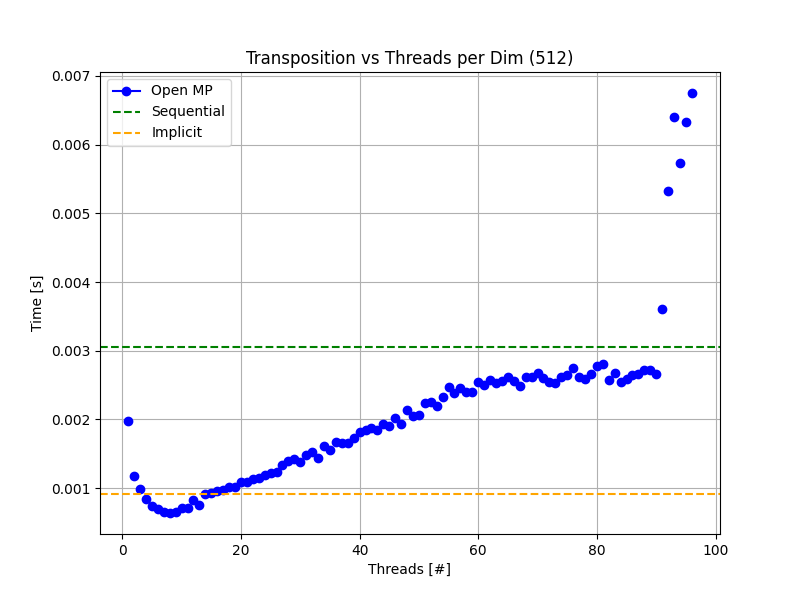 Transposition vs Threads per Dim (512)
Open MP
Sequential
Implicit
0.007
0.006
0.005
0.004
0.003
0.002
0.001
Time [s]
0 20 40 60 80 100
Threads [#]